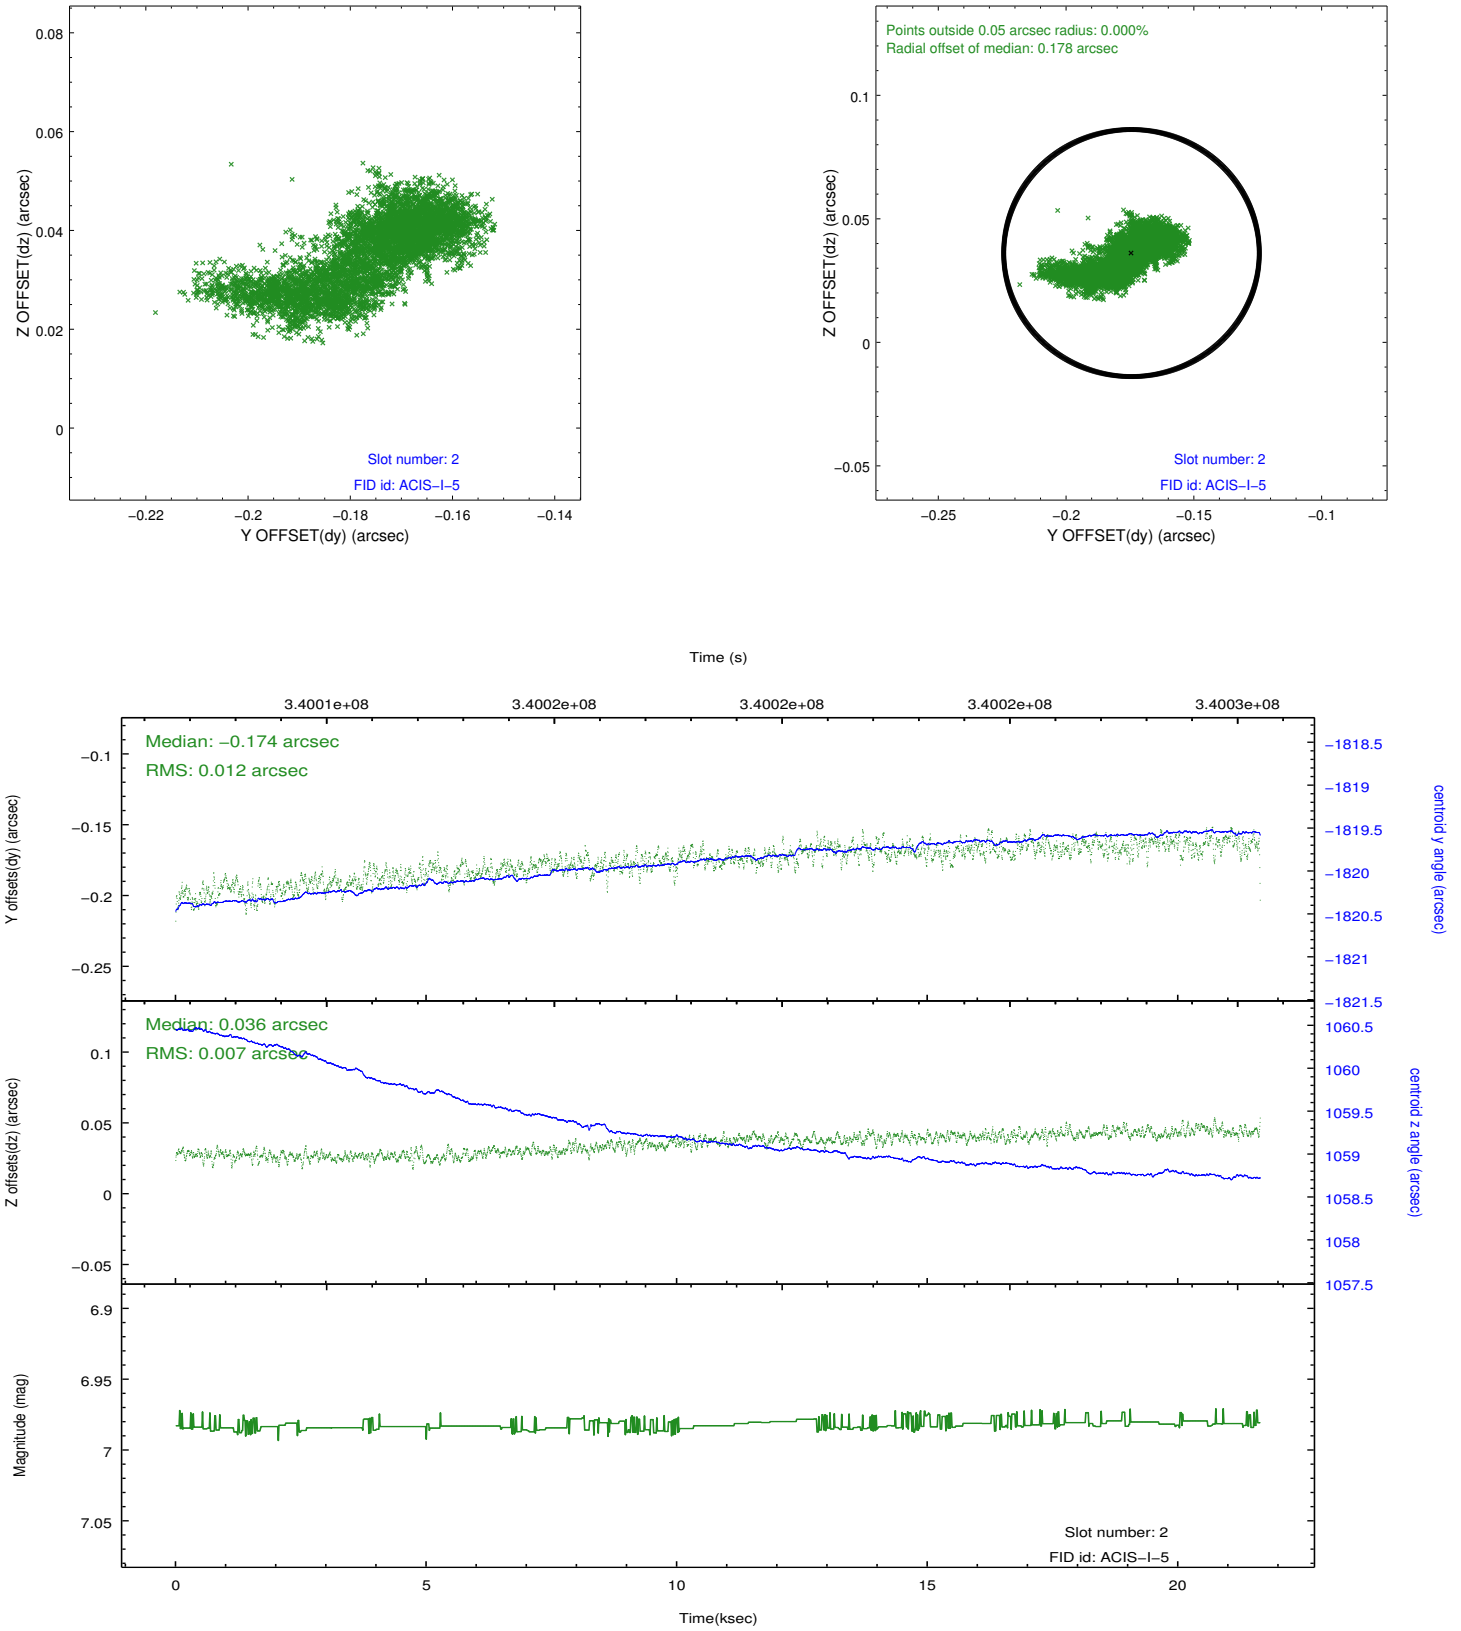 0.08
0.06
0.04
0.02
0
Z OFFSET(dz) (arcsec)
Slot number: 2
FID id: ACIS−I−5
−0.22
−0.2
−0.18
−0.16
−0.14
Y OFFSET(dy) (arcsec)
Points outside 0.05 arcsec radius: 0.000%
Radial offset of median: 0.178 arcsec
0.1
0.05
0
−0.05
Z OFFSET(dz) (arcsec)
Slot number: 2
FID id: ACIS−I−5
−0.25
−0.2
−0.15
−0.1
Y OFFSET(dy) (arcsec)
Time (s)
3.4001e+08
3.4002e+08
3.4002e+08
3.4002e+08
3.4003e+08
Median: −0.174 arcsec
RMS: 0.012 arcsec
−0.1
−0.15
−0.2
−0.25
Y offsets(dy) (arcsec)
−1818.5
−1819
−1819.5
−1820
−1820.5
−1821
−1821.5
centroid y angle (arcsec)
Median: 0.036 arcsec
RMS: 0.007 arcsec
0.1
0.05
0
−0.05
Z offsets(dz) (arcsec)
1060.5
1060
1059.5
1059
1058.5
1058
1057.5
centroid z angle (arcsec)
6.9
6.95
7
7.05
Magnitude (mag)
Slot number: 2
FID id: ACIS−I−5
0
5
10
15
20
Time(ksec)